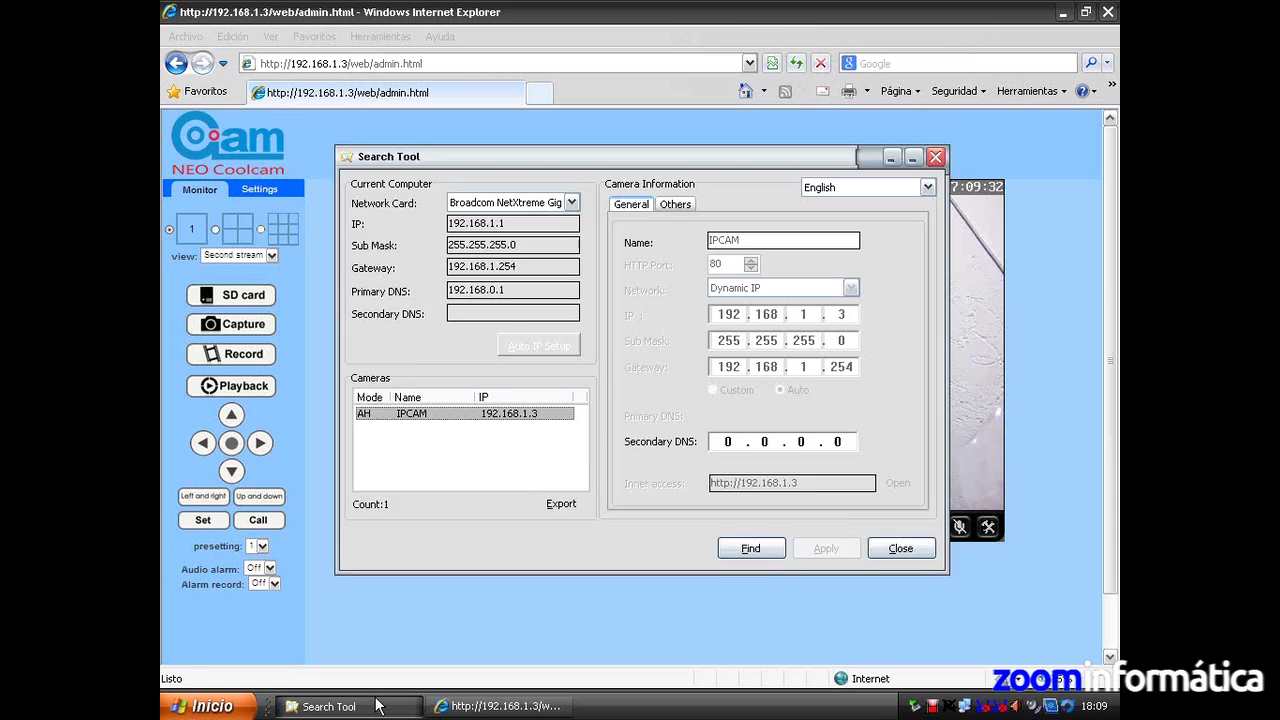 http://192.168.1.3/web/admin.html - Windows Internet Explorer
Archivo Edición Ver Favoritos Herramientas Ayuda
http://192.168.1.3/web/admin.html
Google
Favoritos
http://192.168.1.3/web/admin.html
Página
Seguridad
Herramientas
»
Coolcam
NEO Coolcam
Monitor
Settings
1
view:
Second stream
SD card
Capture
Record
Playback
Left and right
Up and down
Set
Call
presetting:
1
Audio alarm:
Off
Alarm record:
Off
7:09:32
Search Tool
Current Computer
Network Card:
Broadcom NetXtreme Gig
IP:
192.168.1.1
Sub Mask:
255.255.255.0
Gateway:
192.168.1.254
Primary DNS:
192.168.0.1
Secondary DNS:
Auto IP Setup
Cameras
Mode Name IP
AH IPCAM 192.168.1.3
Count:1
Export
Camera Information
English
General
Others
Name:
IPCAM
HTTP Port:
80
Network:
Dynamic IP
IP :
192 . 168 . 1 . 3
Sub Mask:
255 . 255 . 255 . 0
Gateway:
192 . 168 . 1 . 254
Custom
Auto
Primary DNS:
Secondary DNS:
0 . 0 . 0 . 0
Inner access:
http://192.168.1.3
Open
Find
Apply
Close
Listo
Internet
zoominformática
Inicio
Search Tool
http://192.168.1.3/w...
18:09